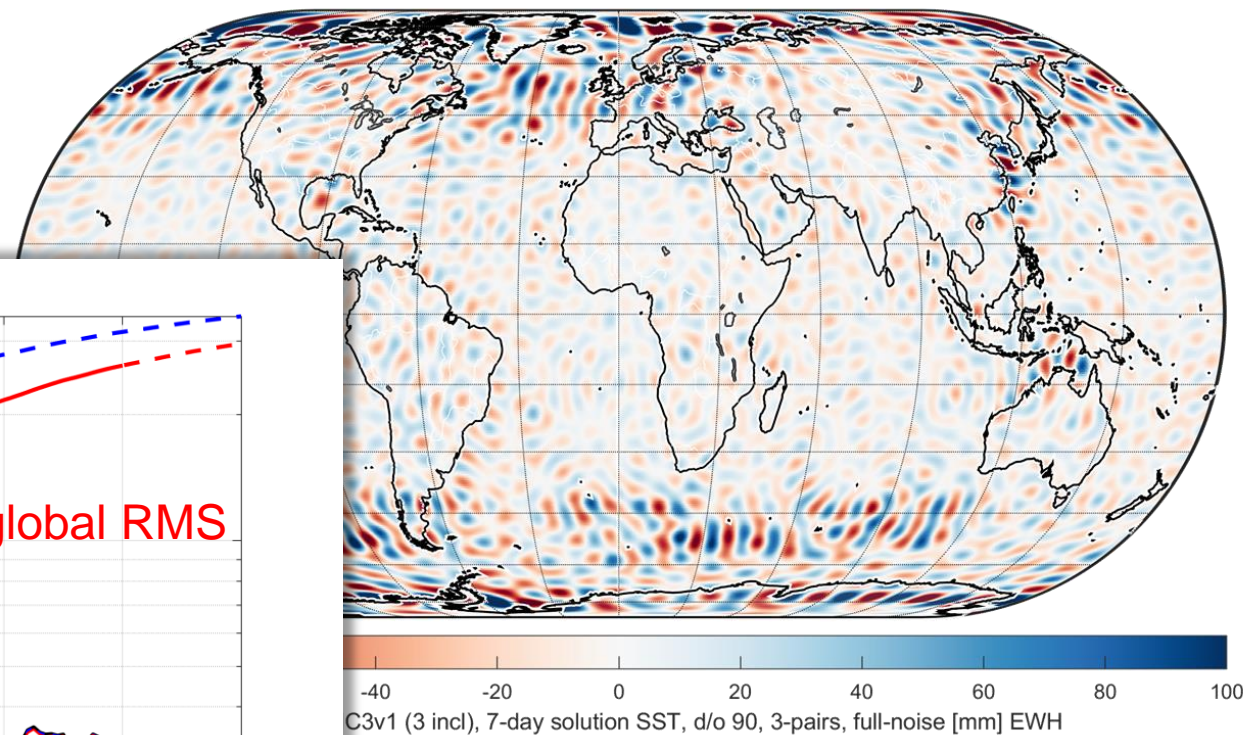 global RMS
-40 -20 0 20 40 60 80 100
C3v1 (3 incl), 7-day solution SST, d/o 90, 3-pairs, full-noise [mm] EWH